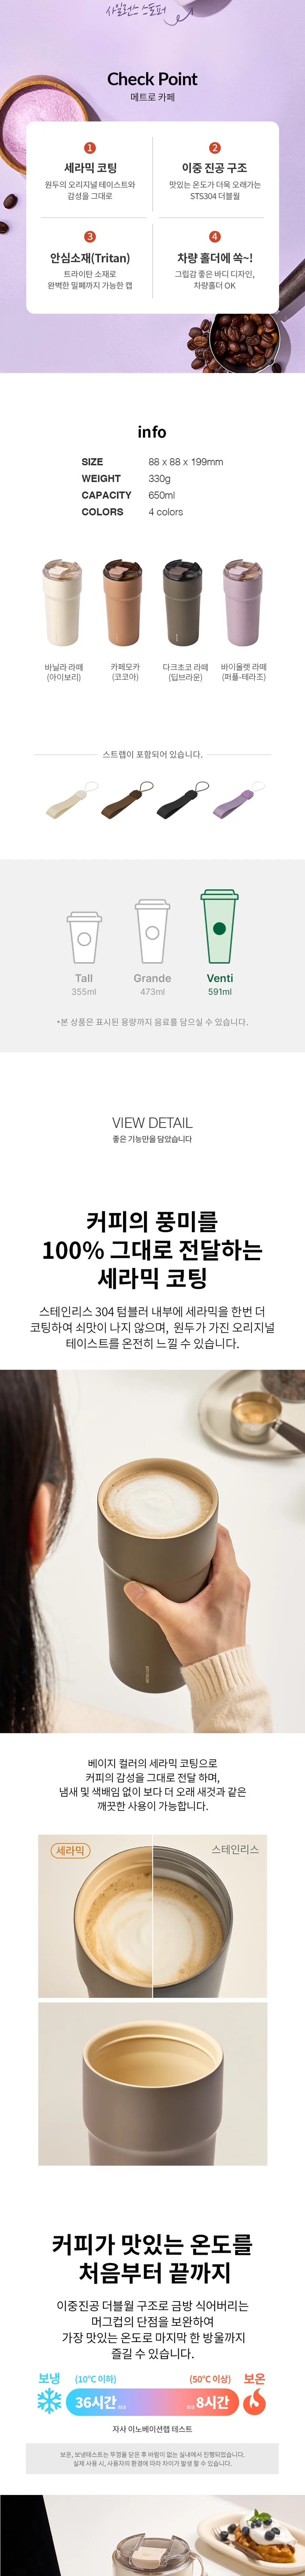 사일런스 스토퍼
Check Point
메트로 카페
1
세라믹 코팅
원두의 오리지널 테이스트와
감성을 그대로
2
이중 진공 구조
맛있는 온도가 더욱 오래가는
STS304 더블월
3
안심소재(Tritan)
트라이탄 소재로
완벽한 밀폐까지 가능한 캡
4
차량 홀더에 쏙~!
그립감 좋은 바디 디자인,
차량홀더 OK
info
SIZE 88 x 88 x 199mm
WEIGHT 330g
CAPACITY 650ml
COLORS 4 colors
바닐라 라떼
(아이보리)
카페모카
(코코아)
다크초코 라떼
(딥브라운)
바이올렛 라떼
(퍼플-테라조)
스트랩이 포함되어 있습니다.
Tall
355ml
Grande
473ml
Venti
591ml
*본 상품은 표시된 용량까지 음료를 담으실 수 있습니다.
VIEW DETAIL
좋은 기능만을 담았습니다
커피의 풍미를
100% 그대로 전달하는
세라믹 코팅
스테인리스 304 텀블러 내부에 세라믹을 한번 더
코팅하여 쇠맛이 나지 않으며, 원두가 가진 오리지널
테이스트를 온전히 느낄 수 있습니다.
베이지 컬러의 세라믹 코팅으로
커피의 감성을 그대로 전달 하며,
냄새 및 색배임 없이 보다 더 오래 새것과 같은
깨끗한 사용이 가능합니다.
세라믹
스테인리스
커피가 맛있는 온도를
처음부터 끝까지
이중진공 더블월 구조로 금방 식어버리는
머그컵의 단점을 보완하여
가장 맛있는 온도로 마지막 한 방울까지
즐길 수 있습니다.
보냉 (10℃ 이하) (50℃ 이상) 보온
36시간 8시간
자사 이노베이션랩 테스트
보온, 보냉테스트는 뚜껑을 닫은 후 바람이 없는 실내에서 진행되었습니다.
실제 사용 시, 사용자의 환경에 따라 차이가 발생 할 수 있습니다.